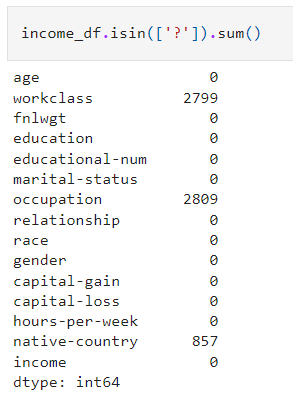 income_df.isin(['?']).sum()
age 0
workclass 2799
fnlwgt 0
education 0
educational-num 0
marital-status 0
occupation 2809
relationship 0
race 0
gender 0
capital-gain 0
capital-loss 0
hours-per-week 0
native-country 857
income 0
dtype: int64